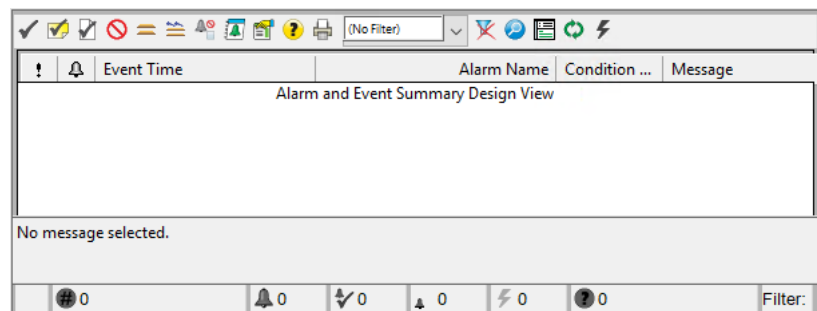 (No Filter)
! Event Time Alarm Name Condition ... Message
Alarm and Event Summary Design View
No message selected.
# 0 0 0 0 0 ? 0 Filter: